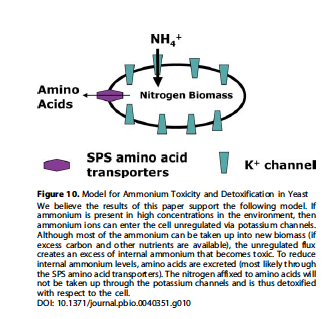 NH4+
Amino
Acids
Nitrogen Biomass
SPS amino acid
transporters
K+ channel
Figure 10. Model for Ammonium Toxicity and Detoxification in Yeast
We believe the results of this paper support the following model. If
ammonium is present in high concentrations in the environment, then
ammonium ions can enter the cell unregulated via potassium channels.
Although most of the ammonium can be taken up into new biomass (if
excess carbon and other nutrients are available), the unregulated flux
creates an excess of internal ammonium that becomes toxic. To reduce
internal ammonium levels, amino acids are excreted (most likely through
the SPS amino acid transporters). The nitrogen affixed to amino acids will
not be taken up through the potassium channels and is thus detoxified
with respect to the cell.
DOI: 10.1371/journal.pbio.0040351.g010